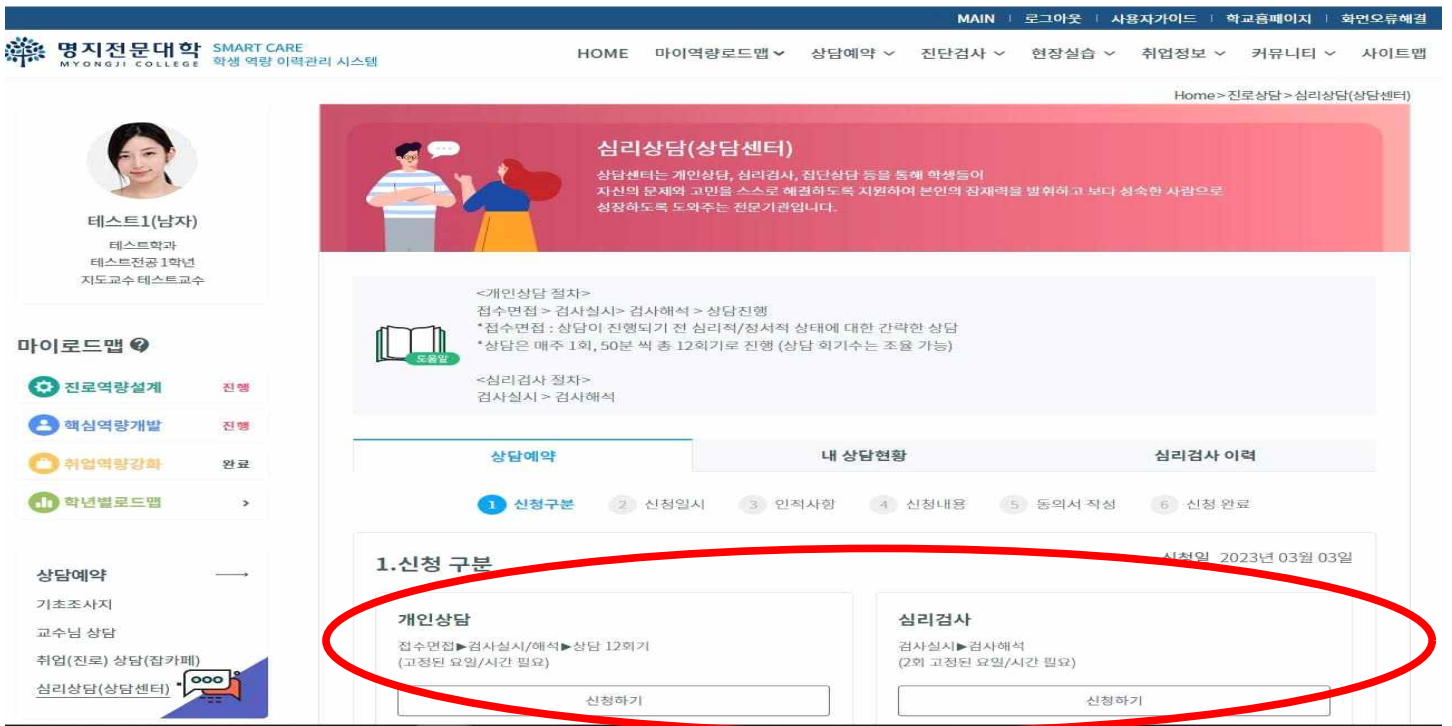 MAIN | 로그아웃 | 사용자가이드 | 학교홈페이지 | 화면오류해결
명지전문대학 SMART CARE
MYONGJI COLLEGE 학생 역량 이력관리 시스템
HOME 마이역량로드맵 상담예약 진단검사 현장실습 취업정보 커뮤니티 사이트맵
Home>진로상담>심리상담(상담센터)
테스트1(남자)
테스트학과
테스트전공 1학년
지도교수 테스트교수
마이로드맵 ?
진로역량설계 진행
핵심역량개발 진행
취업역량강화 완료
학년별로드맵 >
상담예약
기초조사지
교수님 상담
취업(진로) 상담(잡카페)
심리상담(상담센터)
심리상담(상담센터)
상담센터는 개인상담, 심리검사, 집단상담 등을 통해 학생들이
자신의 문제와 고민을 스스로 해결하도록 지원하여 본인의 잠재력을 발휘하고 보다 성숙한 사람으로
성장하도록 도와주는 전문기관입니다.
도움말
<개인상담 절차>
접수면접 > 검사실시> 검사해석 > 상담진행
*접수면접 : 상담이 진행되기 전 심리적/정서적 상태에 대한 간략한 상담
*상담은 매주 1회, 50분 씩 총 12회기로 진행 (상담 회기수는 조율 가능)
<심리검사 절차>
검사실시 > 검사해석
상담예약 내 상담현황 심리검사 이력
1 신청구분 2 신청일시 3 인적사항 4 신청내용 5 동의서 작성 6 신청 완료
1.신청 구분 신청일 2023년 03월 03일
개인상담
접수면접▶검사실시/해석▶상담 12회기
(고정된 요일/시간 필요)
신청하기
심리검사
검사실시▶검사해석
(2회 고정된 요일/시간 필요)
신청하기